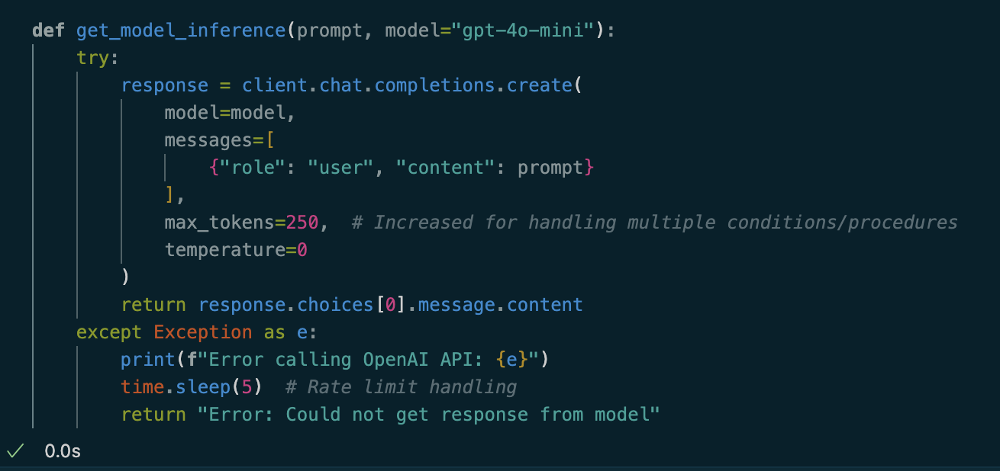 def get_model_inference(prompt, model="gpt-4o-mini"):
    try:
        response = client.chat.completions.create(
            model=model,
            messages=[
                {"role": "user", "content": prompt}
            ],
            max_tokens=250,  # Increased for handling multiple conditions/procedures
            temperature=0
        )
        return response.choices[0].message.content
    except Exception as e:
        print(f"Error calling OpenAI API: {e}")
        time.sleep(5)  # Rate limit handling
        return "Error: Could not get response from model"
0.0s